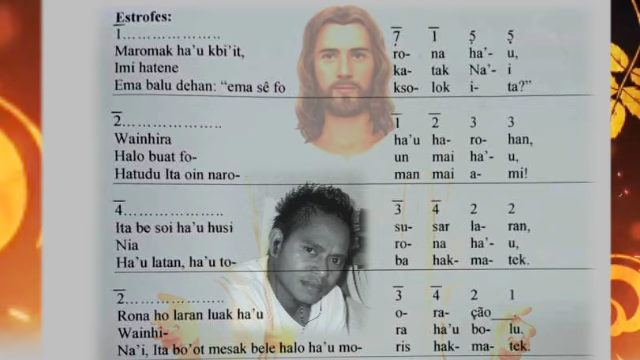 Estrofes:
1..................... 7 1 5 5
Maromak ha'u kbi'it, ro- na ha'- u,
Imi hatene ka- tak Na'- i
Ema balu dehan: "ema sê fo kso- lok i- ta?"
2..................... 1 2 3 3
Wainhira ha'u ha- ro- han,
Halo buat fo- un mai ha'- u,
Hatudu Ita oin naro- man mai a- mi!
4..................... 3 4 2 2
Ita be soi ha'u husi su- sar la- ran,
Nia ro- na ha'- u,
Ha'u latan, ha'u to- ba hak- ma- tek.
2..................... 3 4 2 1
Rona ho laran luak ha'u o- ra- ção___.
Wainhi- ra ha'u bo- lu.
Na'i, Ita bo'ot mesak bele halo ha'u mo- ris hak- ma- tek.